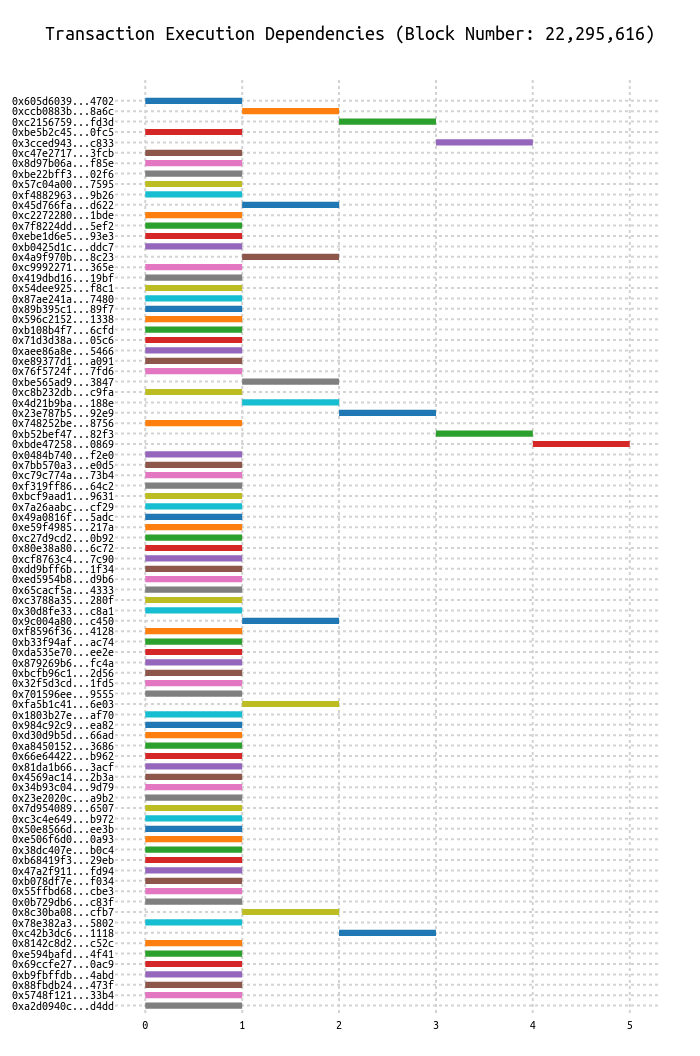 Transaction Execution Dependencies (Block Number: 22,295,616)
0x605d6039...4702
0xccb0883b...8a6c
0xc2156759...fd3d
0xbe5b2c45...0fc5
0x3cced943...c833
0xc47e2717...3fcb
0x8d97b06a...f85e
0xbe22bff3...02f6
0x57c04a00...7595
0xf4882963...9b26
0x45d766fa...d622
0xc2272280...1bde
0x7f8224dd...5ef2
0xebe1d6e5...93e3
0xb0425d1c...ddc7
0x4a9f970b...8c23
0xc9992271...365e
0x419dbd16...19bf
0x54dee925...f8c1
0x87ae241a...7480
0x89b395c1...89f7
0x596c2152...1338
0xb108b4f7...6cfd
0x71d3d38a...05c6
0xaee86a8e...5466
0xe89377d1...a091
0x76f5724f...7fd6
0xbe565ad9...3847
0xc8b232db...c9fa
0x4d21b9ba...188e
0x23e787b5...92e9
0x748252be...8756
0xb52bef47...82f3
0xbde47258...0869
0x0484b740...f2e0
0x7bb570a3...e0d5
0xc79c774a...73b4
0xf319ff86...64c2
0xbcf9aad1...9631
0x7a26aabc...cf29
0x49a0816f...5adc
0xe59f4985...217a
0xc27d9cd2...0b92
0x80e38a80...6c72
0xcf8763c4...7c90
0xdd9bff6b...1f34
0xed5954b8...d9b6
0x65cacf5a...4333
0xc3788a35...280f
0x30d8fe33...c8a1
0x9c004a80...c450
0xf8596f36...4128
0xb33f94af...ac74
0xda535e70...ee2e
0x879269b6...fc4a
0xbcfb96c1...2d56
0x32f5d3cd...1fd5
0x701596ee...9555
0xfa5b1c41...6e03
0x1803b27e...af70
0x984c92c9...ea82
0xd30d9b5d...66ad
0xa8450152...3686
0x66e64422...b962
0x81da1b66...3acf
0x4569ac14...2b3a
0x34b93c04...9d79
0x23e2020c...a9b2
0x7d954089...6507
0xc3c4e649...b972
0x50e8566d...ee3b
0xe506f6d0...0a93
0x38dc407e...b0c4
0xb68419f3...29eb
0x47a2f911...fd94
0xb078df7e...f034
0x55ffbd68...cbe3
0x0b729db6...c83f
0x8c30ba08...cfb7
0x78e382a3...5802
0xc42b3dc6...1118
0x8142c8d2...c52c
0xe594bafd...4f41
0x69ccfe27...0ac9
0xb9fbffdb...4abd
0x88fbdb24...473f
0x5748f121...33b4
0xa2d0940c...d4dd
0 1 2 3 4 5